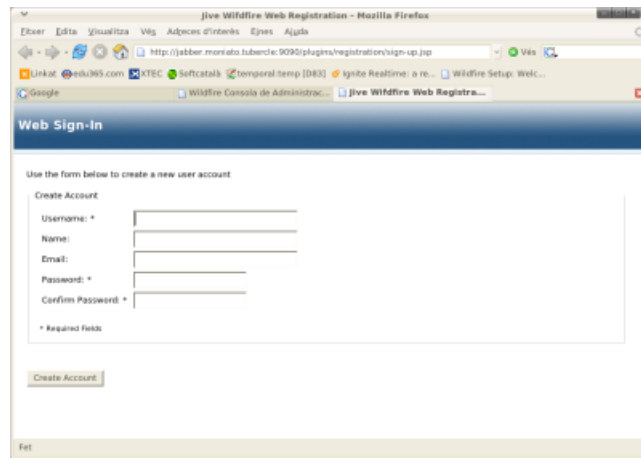 Jive Wildfire Web Registration - Mozilla Firefox
Fitxer Edita Visualitza Vés Adreces d'interès Eines Ajuda
http://jabber.moniato.tubercle:9090/plugins/registration/sign-up.jsp Vés
Linkat edu365.com XTEC Softcatalà temporal:temp [D83] Ignite Realtime: a re... Wildfire Setup: Welc...
Google Wildfire Consola de Administrac... Jive Wildfire Web Registra...
Web Sign-In
Use the form below to create a new user account
Create Account
Username: *
Name:
Email:
Password: *
Confirm Password: *
* Required Fields
Create Account
Fet